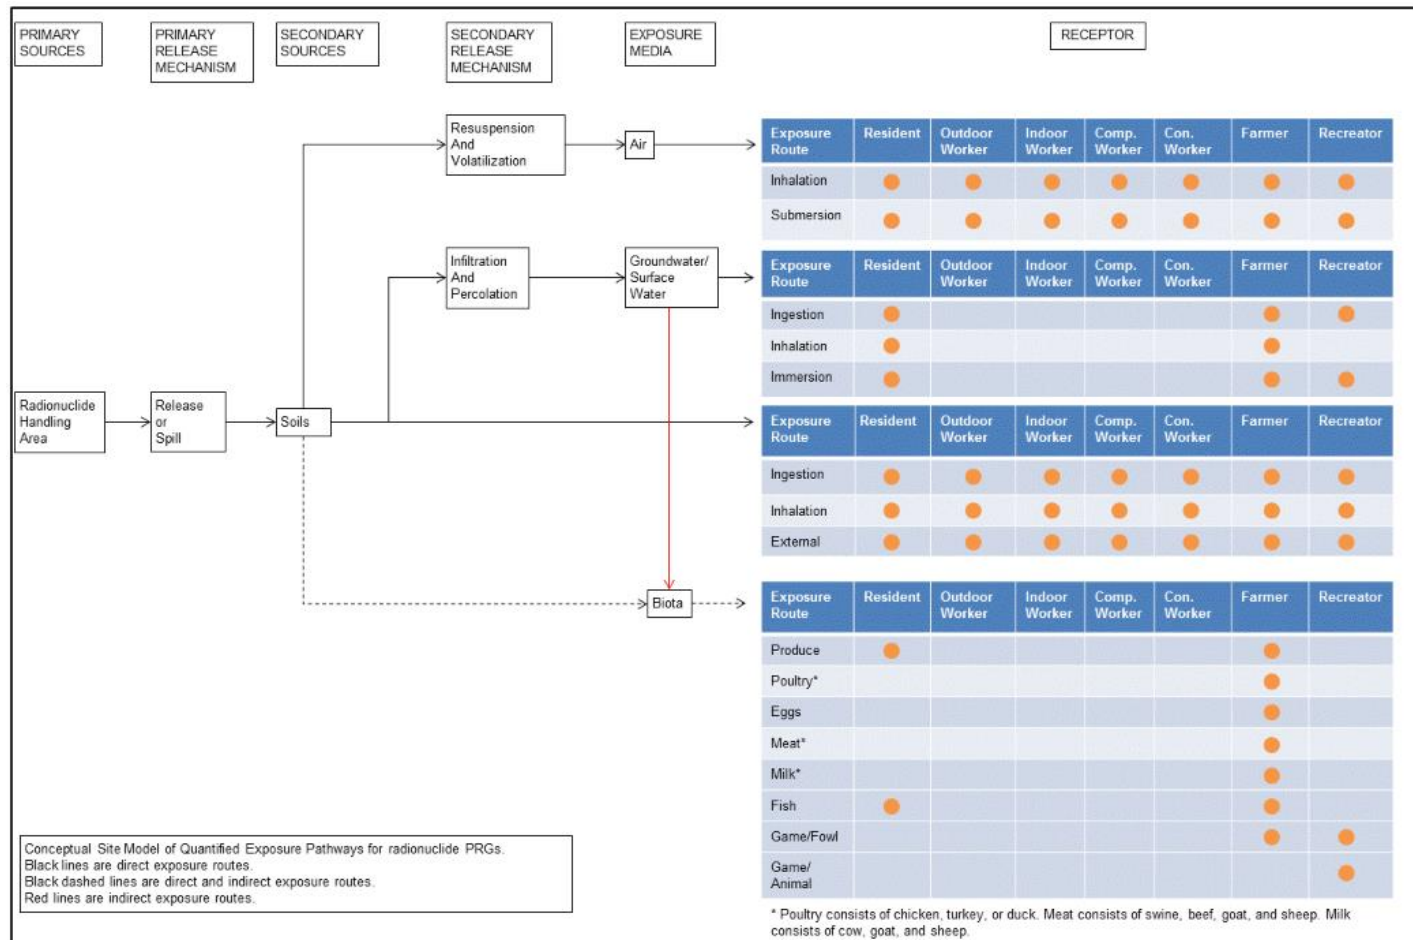 PRIMARY
SOURCES
PRIMARY
RELEASE
MECHANISM
SECONDARY
SOURCES
SECONDARY
RELEASE
MECHANISM
EXPOSURE
MEDIA
RECEPTOR
Resuspension
And
Volatilization
Air
Exposure Route Resident Outdoor Worker Indoor Worker Comp. Worker Con. Worker Farmer Recreator
Inhalation
Submersion
Infiltration
And
Percolation
Groundwater/
Surface
Water
Exposure Route Resident Outdoor Worker Indoor Worker Comp. Worker Con. Worker Farmer Recreator
Ingestion
Inhalation
Immersion
Radionuclide
Handling
Area
Release
or
Spill
Soils
Exposure Route Resident Outdoor Worker Indoor Worker Comp. Worker Con. Worker Farmer Recreator
Ingestion
Inhalation
External
Biota
Exposure Route Resident Outdoor Worker Indoor Worker Comp. Worker Con. Worker Farmer Recreator
Produce
Poultry*
Eggs
Meat*
Milk*
Fish
Game/Fowl
Game/
Animal
Conceptual Site Model of Quantified Exposure Pathways for radionuclide PRGs.
Black lines are direct exposure routes.
Black dashed lines are direct and indirect exposure routes.
Red lines are indirect exposure routes.
* Poultry consists of chicken, turkey, or duck. Meat consists of swine, beef, goat, and sheep. Milk
consists of cow, goat, and sheep.